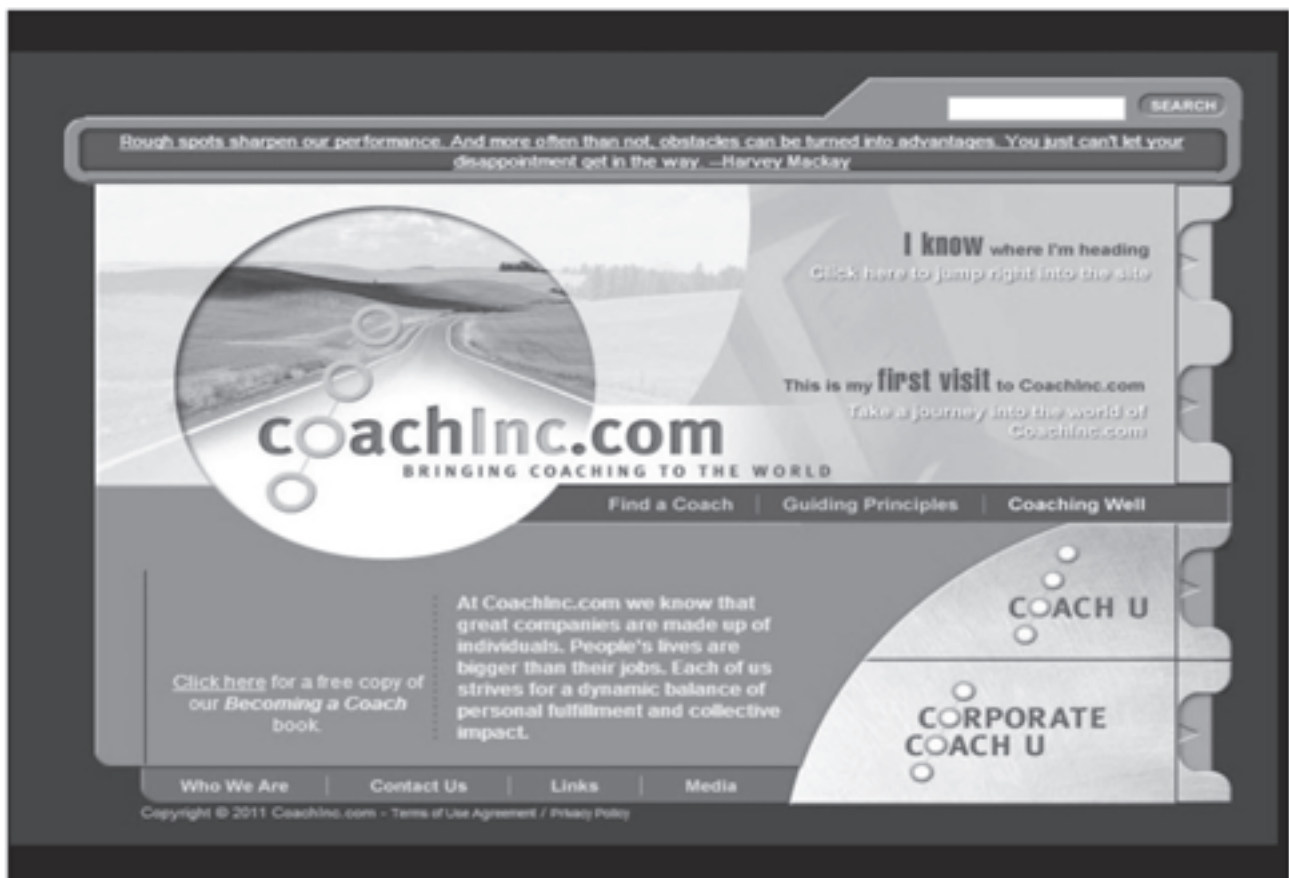 SEARCH
Rough spots sharpen our performance. And more often than not, obstacles can be turned into advantages. You just can't let your
disappointment get in the way. --Harvey Mackay
I know where I'm heading
Click here to jump right into the site
This is my first visit to CoachInc.com
Take a journey into the world of
CoachInc.com
coachInc.com
BRINGING COACHING TO THE WORLD
Find a Coach | Guiding Principles | Coaching Well
At CoachInc.com we know that
great companies are made up of
individuals. People's lives are
bigger than their jobs. Each of us
strives for a dynamic balance of
personal fulfillment and collective
impact.
Click here for a free copy of
our Becoming a Coach
book.
COACH U
CORPORATE
COACH U
Who We Are | Contact Us | Links | Media
Copyright © 2011 CoachInc.com - Terms of Use Agreement / Privacy Policy